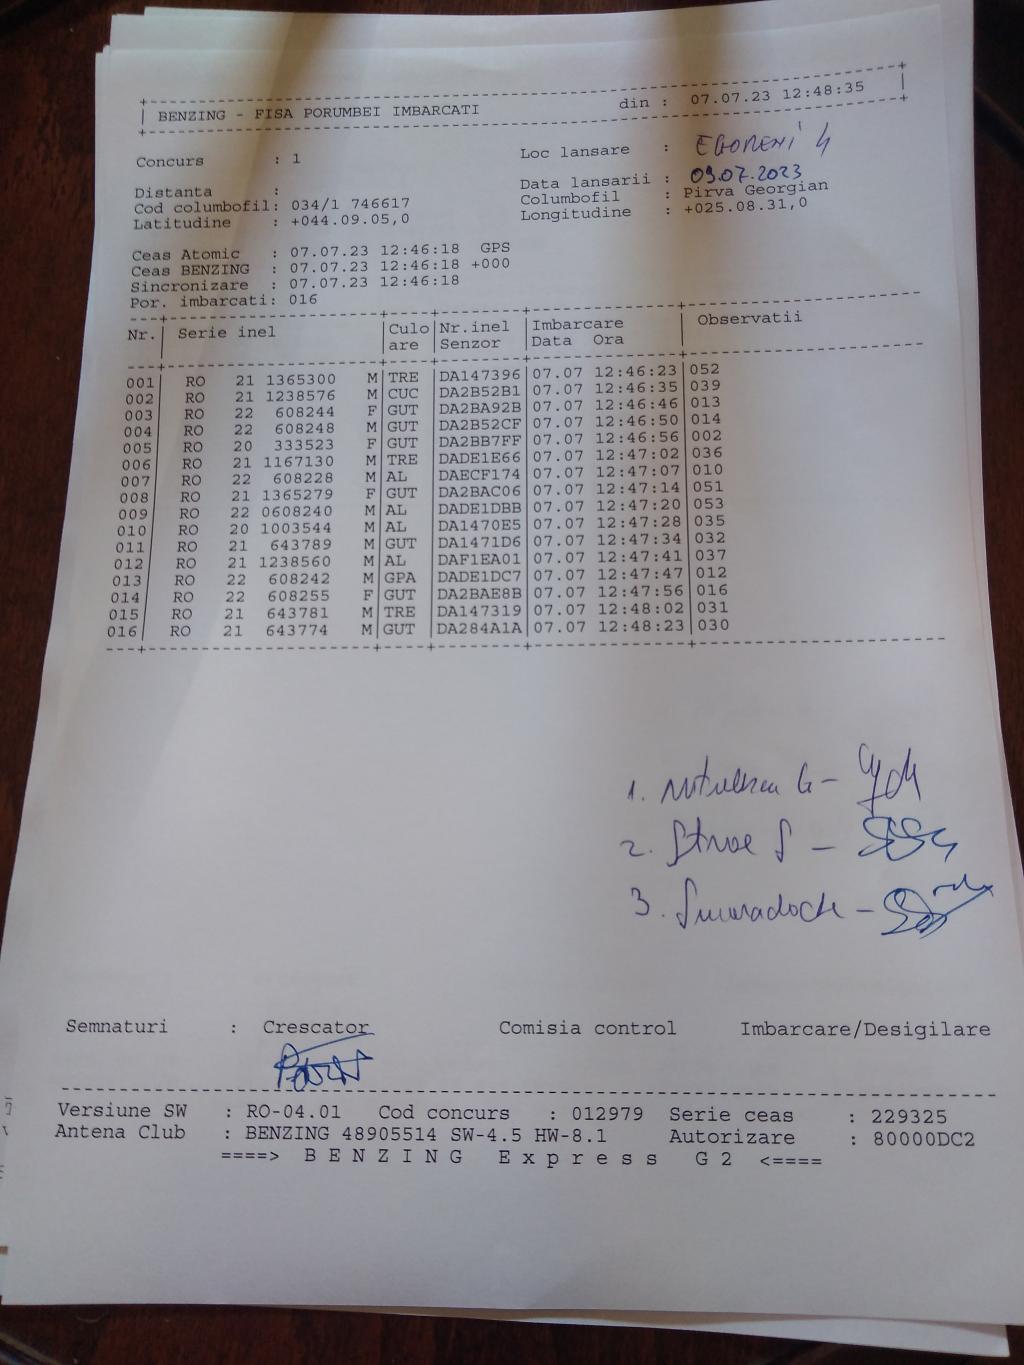 BENZING - FISA PORUMBEI IMBARCATI din : 07.07.23 12:48:35
Concurs : 1 Loc lansare :
Distanta : Data lansarii : 09.07.2023
Cod columbofil: 034/1 746617 Columbofil : Pirva Georgian
Latitudine : +044.09.05,0 Longitudine : +025.08.31,0
Ceas Atomic : 07.07.23 12:46:18 GPS
Ceas BENZING : 07.07.23 12:46:18 +000
Sincronizare : 07.07.23 12:46:18
Por. imbarcati: 016
Nr. Serie inel Culo Nr.inel Imbarcare Observatii
are Senzor Data Ora
001 RO 21 1365300 M TRE DA147396 07.07 12:46:23 052
002 RO 21 1238576 M CUC DA2B52B1 07.07 12:46:35 039
003 RO 22 608244 F GUT DA2BA92B 07.07 12:46:46 013
004 RO 22 608248 M GUT DA2B52CF 07.07 12:46:50 014
005 RO 20 333523 F GUT DA2BB7FF 07.07 12:46:56 002
006 RO 21 1167130 M TRE DADE1E66 07.07 12:47:02 036
007 RO 22 608228 M AL DAECF174 07.07 12:47:07 010
008 RO 21 1365279 F GUT DA2BAC06 07.07 12:47:14 051
009 RO 22 0608240 M AL DADE1DBB 07.07 12:47:20 053
010 RO 20 1003544 M AL DA1470E5 07.07 12:47:28 035
011 RO 21 643789 M GUT DA1471D6 07.07 12:47:34 032
012 RO 21 1238560 M AL DAF1EA01 07.07 12:47:41 037
013 RO 22 608242 M GPA DADE1DC7 07.07 12:47:47 012
014 RO 22 608255 F GUT DA2BAE8B 07.07 12:47:56 016
015 RO 21 643781 M TRE DA147319 07.07 12:48:02 031
016 RO 21 643774 M GUT DA284A1A 07.07 12:48:23 030
1.
2. Stroe S -
3.
Semnaturi : Crescator Comisia control Imbarcare/Desigilare
Versiune SW : RO-04.01 Cod concurs : 012979 Serie ceas : 229325
Antena Club : BENZING 48905514 SW-4.5 HW-8.1 Autorizare : 80000DC2
====> BENZING Express G2 <====